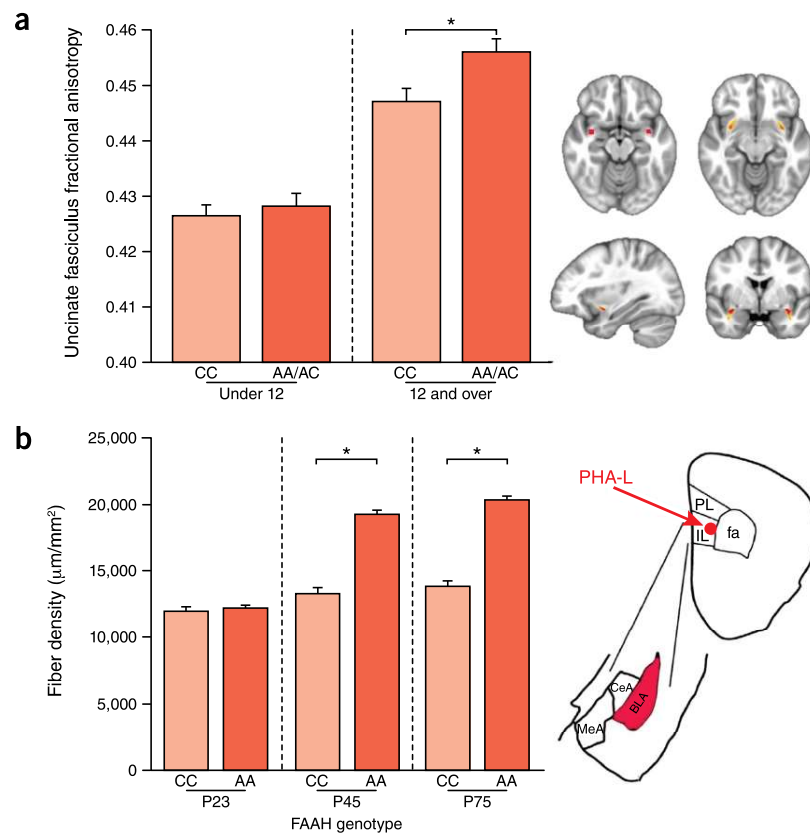 a
Uncinate fasciculus fractional anisotropy
0.46
0.45
0.44
0.43
0.42
0.41
0.40
*
CC AA/AC CC AA/AC
Under 12 12 and over
b
Fiber density (μm/mm²)
25,000
20,000
15,000
10,000
5,000
0
* *
CC AA CC AA CC AA
P23 P45 P75
FAAH genotype
PHA-L
PL
IL fa
CeA
BLA
MeA